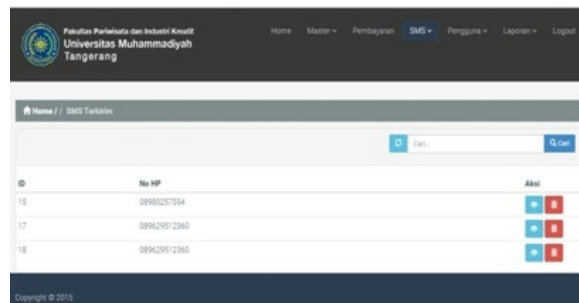 Fakultas Pariwisata dan Industri Kreatif
Universitas Muhammadiyah
Tangerang
Home Master Pembayaran SMS Pengguna Laporan Logout
Home / / SMS Terkirim
Cari.. Cari
ID No HP Aksi
15 08980257554
17 089629512360
18 089629512360
Copyright © 2015